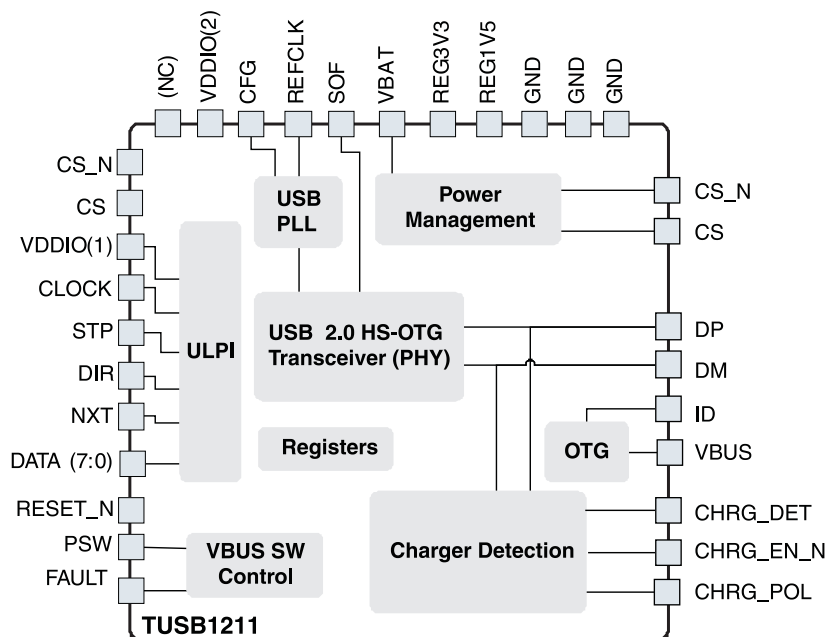 (NC)
VDDIO(2)
CFG
REFCLK
SOF
VBAT
REG3V3
REG1V5
GND
GND
GND
CS_N
CS
VDDIO(1)
CLOCK
STP
DIR
NXT
DATA (7:0)
RESET_N
PSW
FAULT
USB
PLL
Power
Management
ULPI
USB 2.0 HS-OTG
Transceiver (PHY)
Registers
OTG
VBUS SW
Control
Charger Detection
CS_N
CS
DP
DM
ID
VBUS
CHRG_DET
CHRG_EN_N
CHRG_POL
TUSB1211